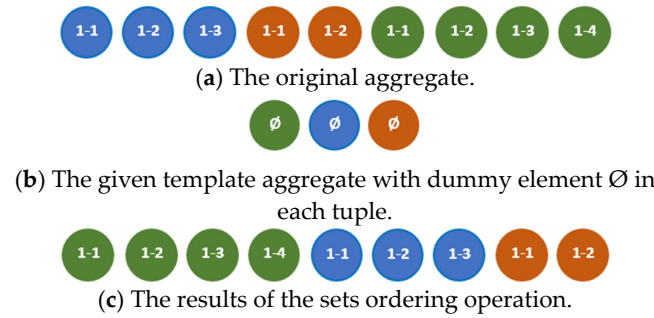 1-1 1-2 1-3 1-1 1-2 1-1 1-2 1-3 1-4
(a) The original aggregate.
Ø Ø Ø
(b) The given template aggregate with dummy element Ø in
each tuple.
1-1 1-2 1-3 1-4 1-1 1-2 1-3 1-1 1-2
(c) The results of the sets ordering operation.